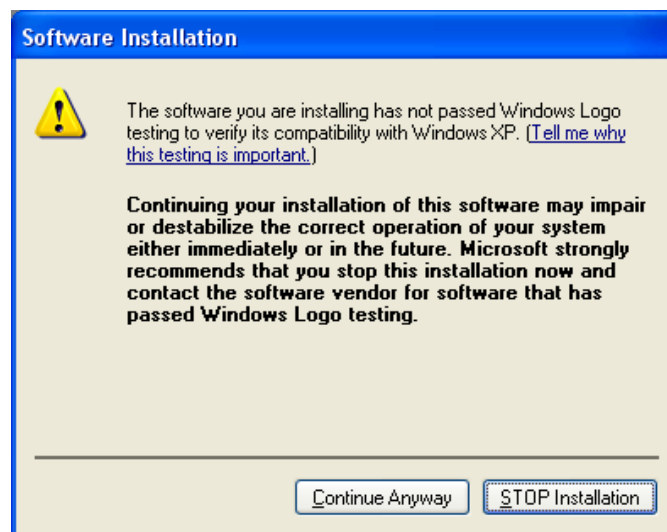 Software Installation
The software you are installing has not passed Windows Logo
testing to verify its compatibility with Windows XP. (Tell me why
this testing is important.)
Continuing your installation of this software may impair
or destabilize the correct operation of your system
either immediately or in the future. Microsoft strongly
recommends that you stop this installation now and
contact the software vendor for software that has
passed Windows Logo testing.
Continue Anyway
STOP Installation